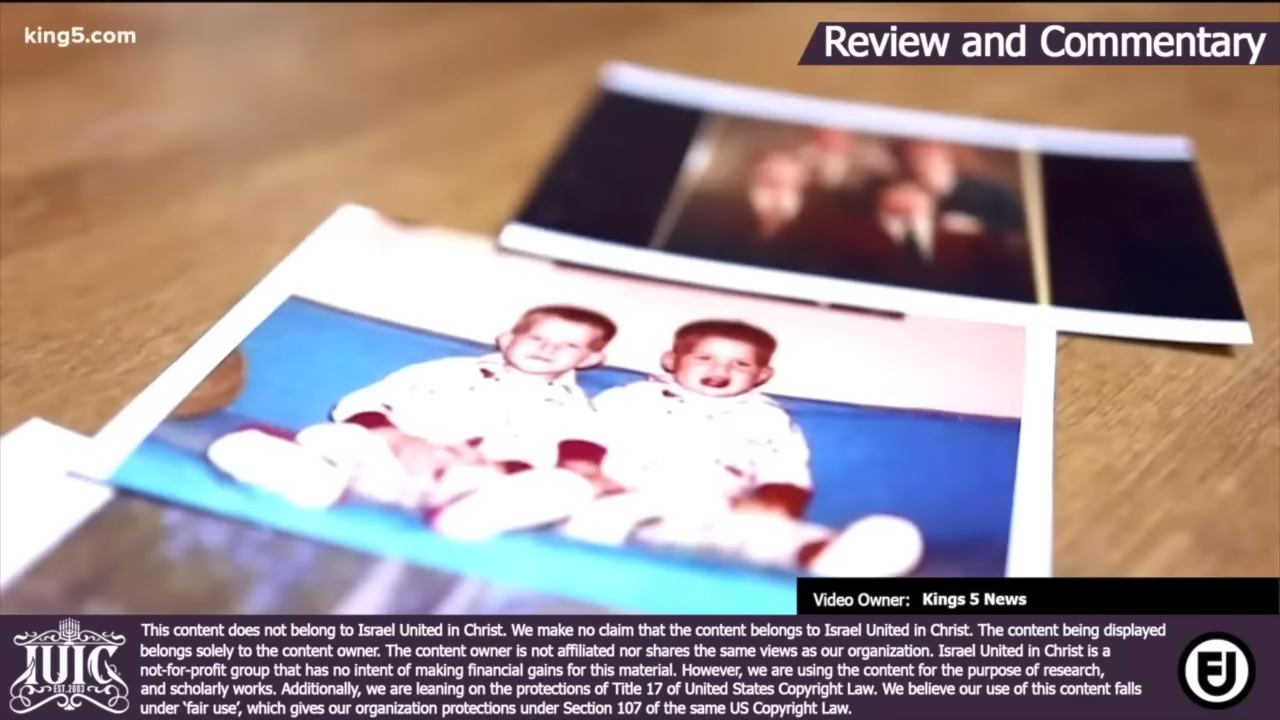 king5.com
Review and Commentary
Video Owner: Kings 5 News
This content does not belong to Israel United in Christ. We make no claim that the content belongs to Israel United in Christ. The content being displayed
belongs solely to the content owner. The content owner is not affiliated nor shares the same views as our organization. Israel United in Christ is a
not-for-profit group that has no intent of making financial gains for this material. However, we are using the content for the purpose of research,
and scholarly works. Additionally, we are leaning on the protections of Title 17 of United States Copyright Law. We believe our use of this content falls
under ‘fair use’, which gives our organization protections under Section 107 of the same US Copyright Law.
IUIC
EST.2003